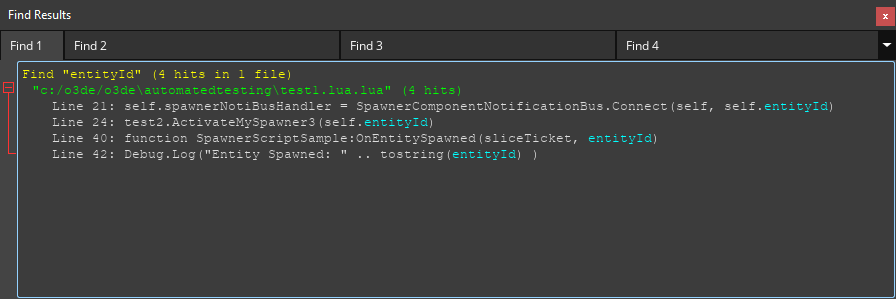 Find Results
x
Find 1 Find 2 Find 3 Find 4
Find "entityId" (4 hits in 1 file)
"c:/o3de/o3de\automatedtesting\test1.lua.lua" (4 hits)
Line 21: self.spawnerNotiBusHandler = SpawnerComponentNotificationBus.Connect(self, self.entityId)
Line 24: test2.ActivateMySpawner3(self.entityId)
Line 40: function SpawnerScriptSample:OnEntitySpawned(sliceTicket, entityId)
Line 42: Debug.Log("Entity Spawned: " .. tostring(entityId) )